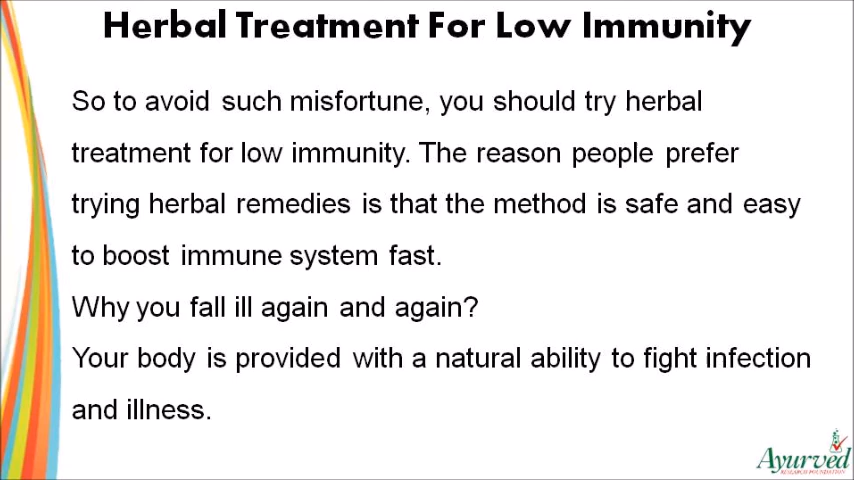 Herbal Treatment For Low Immunity
So to avoid such misfortune, you should try herbal
treatment for low immunity. The reason people prefer
trying herbal remedies is that the method is safe and easy
to boost immune system fast.
Why you fall ill again and again?
Your body is provided with a natural ability to fight infection
and illness.
Ayurved
RESEARCH FOUNDATION